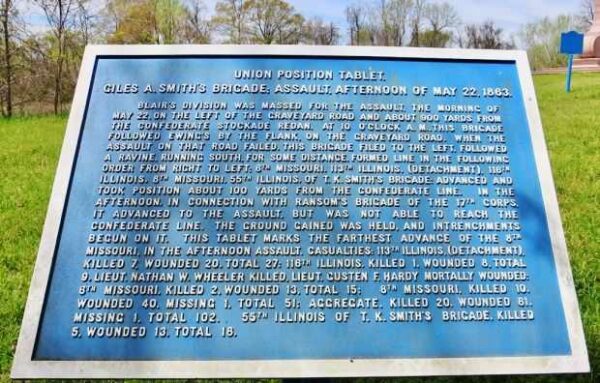 UNION POSITION TABLET.
GILES A. SMITH'S BRIGADE; ASSAULT, AFTERNOON OF MAY 22, 1863.
BLAIR'S DIVISION WAS MASSED FOR THE ASSAULT, THE MORNING OF
MAY 22, ON THE LEFT OF THE GRAVEYARD ROAD AND ABOUT 900 YARDS FROM
THE CONFEDERATE STOCKADE REDAN. AT 10 O'CLOCK, A.M., THIS BRIGADE
FOLLOWED EWING'S BY THE FLANK, ON THE GRAVEYARD ROAD. WHEN THE
ASSAULT ON THAT ROAD FAILED, THIS BRIGADE FILED TO THE LEFT, FOLLOWED
A RAVINE, RUNNING SOUTH, FOR SOME DISTANCE, FORMED LINE IN THE FOLLOWING
ORDER FROM RIGHT TO LEFT: 6TH MISSOURI, 113TH ILLINOIS, (DETACHMENT), 116TH
ILLINOIS, 8TH MISSOURI, 55TH ILLINOIS OF T. K. SMITH'S BRIGADE; ADVANCED AND
TOOK POSITION ABOUT 100 YARDS FROM THE CONFEDERATE LINE. IN THE
AFTERNOON, IN CONNECTION WITH RANSOM'S BRIGADE OF THE 17TH CORPS,
IT ADVANCED TO THE ASSAULT, BUT WAS NOT ABLE TO REACH THE
CONFEDERATE LINE. THE GROUND GAINED WAS HELD, AND INTRENCHMENTS
BEGUN ON IT. THIS TABLET MARKS THE FARTHEST ADVANCE OF THE 8TH
MISSOURI, IN THE AFTERNOON ASSAULT. CASUALTIES: 113TH ILLINOIS, (DETACHMENT),
KILLED 7, WOUNDED 20, TOTAL 27; 116TH ILLINOIS, KILLED 1, WOUNDED 8, TOTAL
9, LIEUT. NATHAN W. WHEELER KILLED, LIEUT. CUSTEN F. HARDY MORTALLY WOUNDED;
6TH MISSOURI, KILLED 2, WOUNDED 13, TOTAL 15; 8TH MISSOURI, KILLED 10,
WOUNDED 40, MISSING 1, TOTAL 51; AGGREGATE, KILLED 20, WOUNDED 81,
MISSING 1, TOTAL 102. 55TH ILLINOIS OF T. K. SMITH'S BRIGADE, KILLED
5, WOUNDED 13, TOTAL 18.